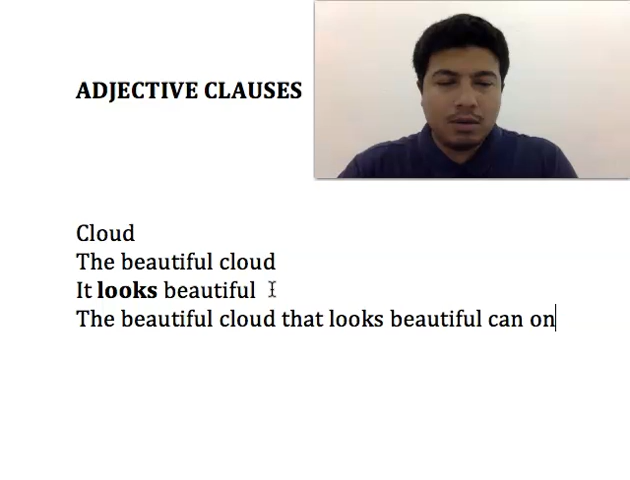 ADJECTIVE CLAUSES
Cloud
The beautiful cloud
It looks beautiful
The beautiful cloud that looks beautiful can on